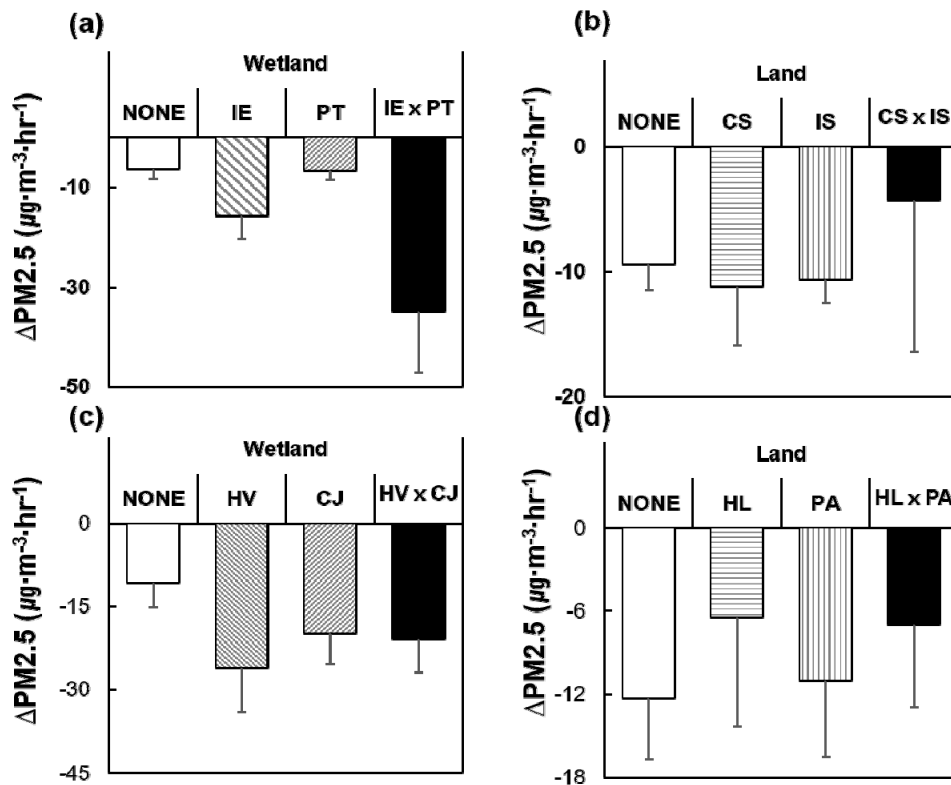 (a)
Wetland
NONE IE PT IE x PT
-10
-30
-50
ΔPM2.5 (µg·m⁻³·hr⁻¹)
(b)
Land
NONE CS IS CS x IS
0
-10
-20
ΔPM2.5 (µg·m⁻³·hr⁻¹)
(c)
Wetland
NONE HV CJ HV x CJ
0
-15
-30
-45
ΔPM2.5 (µg·m⁻³·hr⁻¹)
(d)
Land
NONE HL PA HL x PA
0
-6
-12
-18
ΔPM2.5 (µg·m⁻³·hr⁻¹)